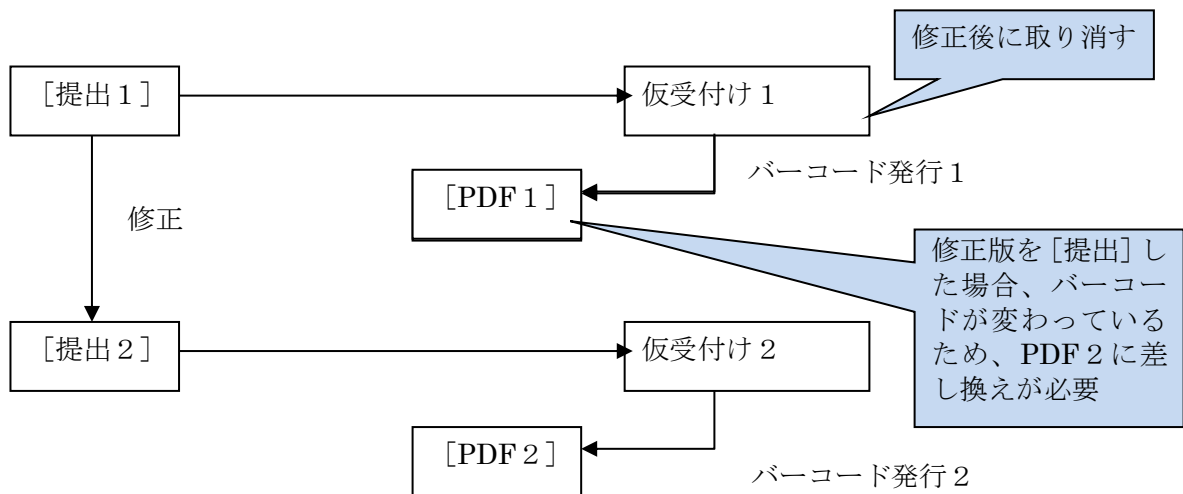 修正後に取り消す
[提出1]
仮受付け1
バーコード発行1
[PDF1]
修正
修正版を[提出]し
た場合、バーコー
ドが変わっている
ため、PDF2に差
し換えが必要
[提出2]
仮受付け2
[PDF2]
バーコード発行2